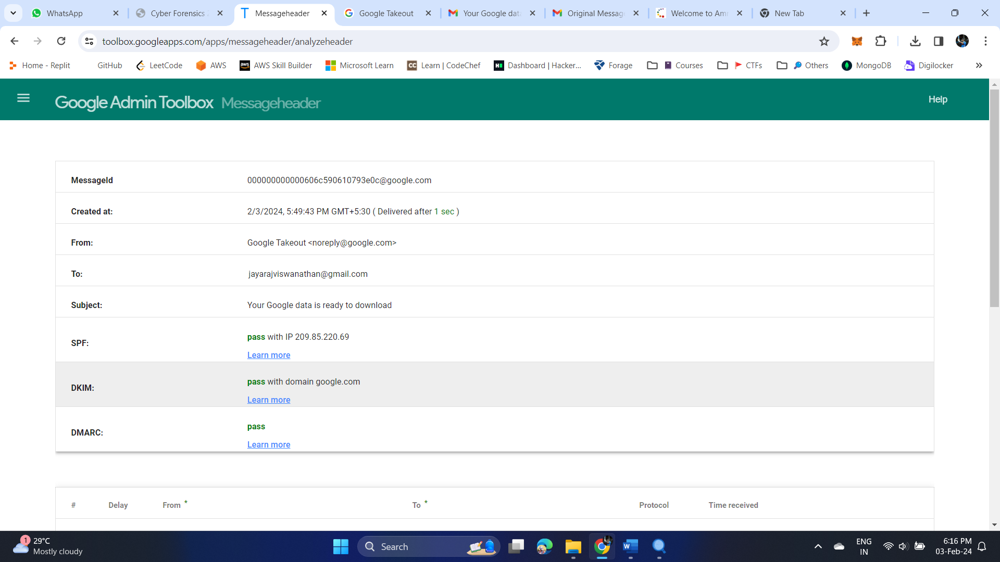 WhatsApp
Cyber Forensics
Messageheader
Google Takeout
Your Google data
Original Message
Welcome to Am
New Tab
toolbox.googleapps.com/apps/messageheader/analyzeheader
Home - Replit
GitHub
LeetCode
AWS
aws
AWS Skill Builder
Microsoft Learn
CC
Learn | CodeChef
Dashboard | Hacker...
Forage
Courses
CTFs
Others
MongoDB
Digilocker
Google Admin Toolbox Messageheader
Help
MessageId 000000000000606c590610793e0c@google.com
Created at: 2/3/2024, 5:49:43 PM GMT+5:30 ( Delivered after 1 sec )
From: Google Takeout <noreply@google.com>
To: jayarajviswanathan@gmail.com
Subject: Your Google data is ready to download
SPF: pass with IP 209.85.220.69
Learn more
DKIM: pass with domain google.com
Learn more
DMARC: pass
Learn more
# Delay From * To * Protocol Time received
1
29°C
Mostly cloudy
Search
W
ENG
IN
6:16 PM
03-Feb-24